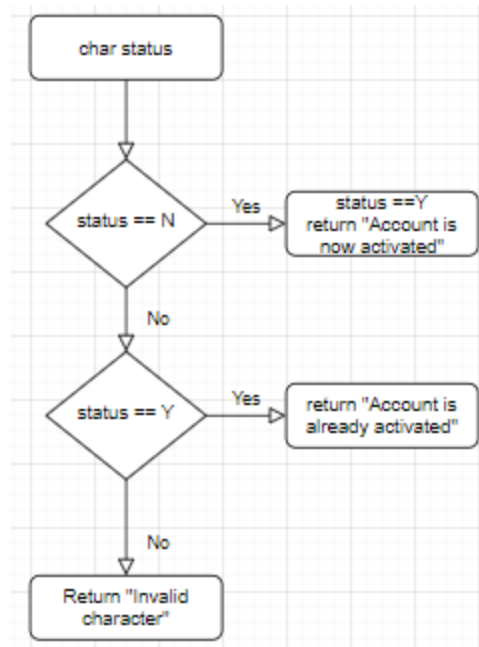 char status
status == N
Yes
status ==Y
return "Account is
now activated"
No
status == Y
Yes
return "Account is
already activated"
No
Return "Invalid
character"